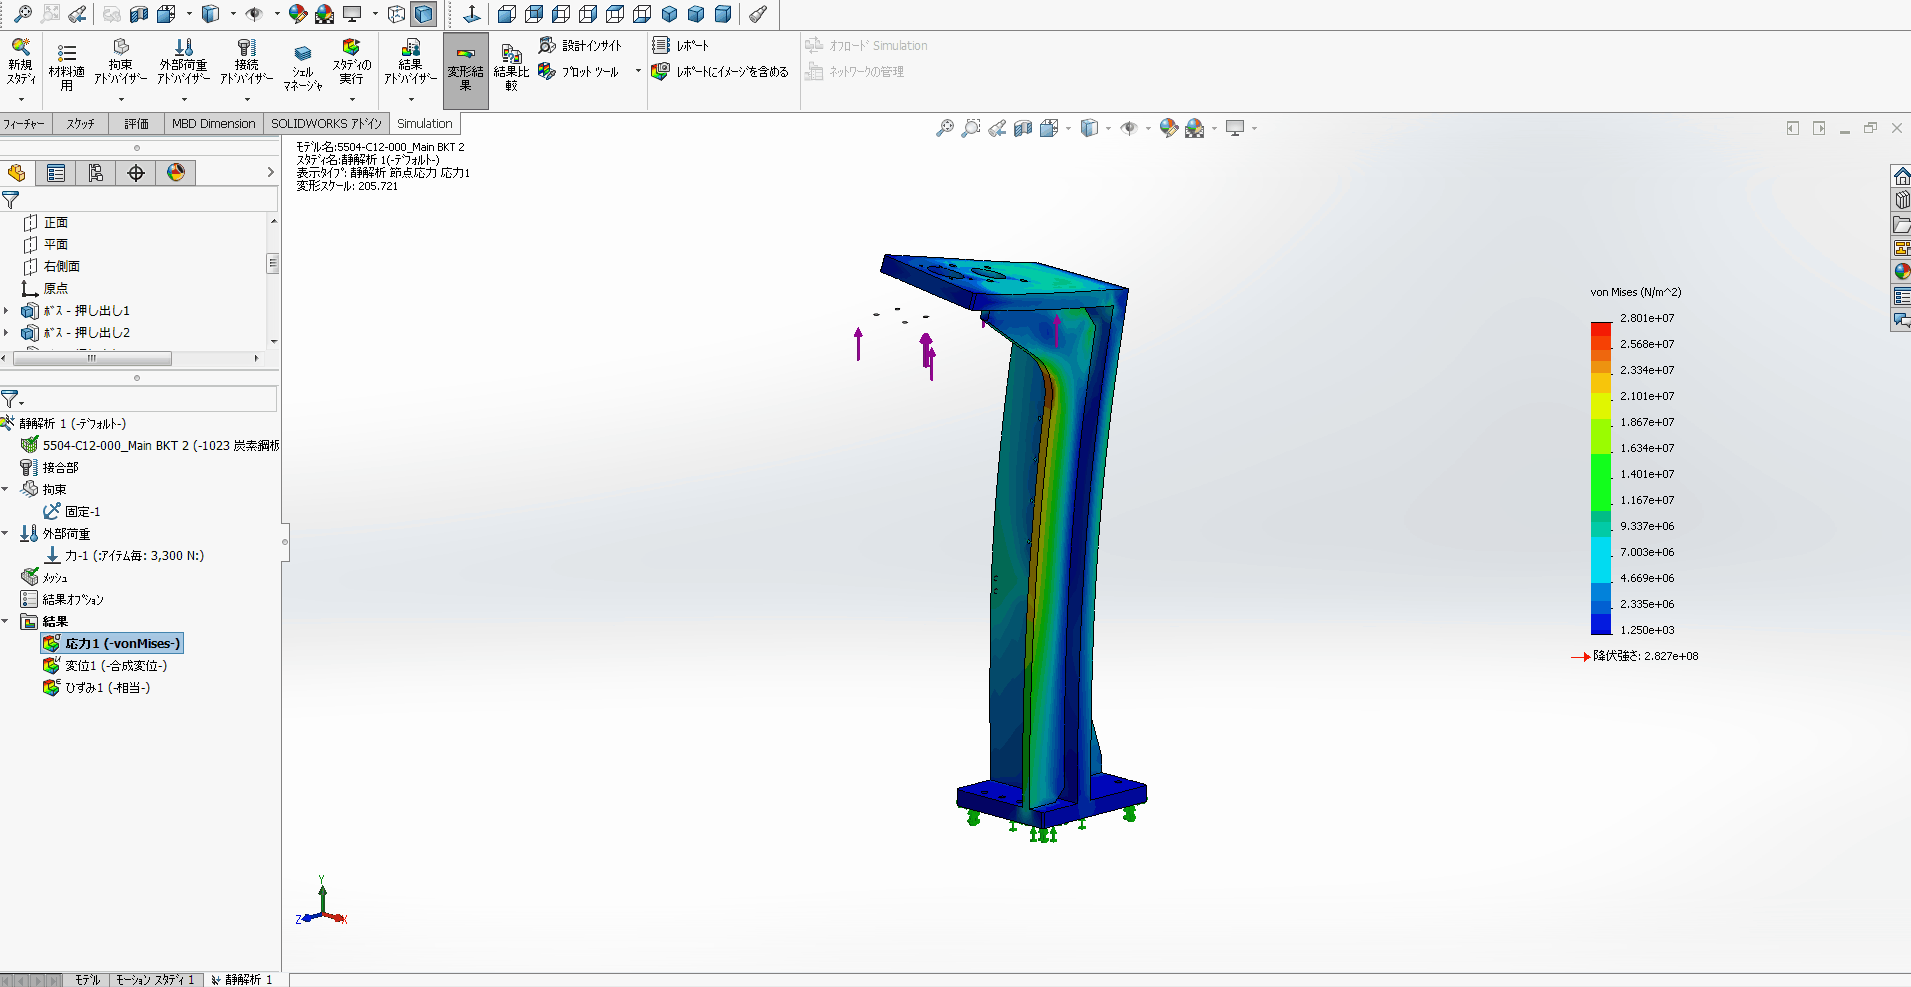 新規
スタディ
材料適
用
拘束
アドバイザー
外部荷重
アドバイザー
接続
アドバイザー
シェル
マネージャ
スタディの
実行
結果
アドバイザー
変形結
果
結果比
較
設計インサイト
プロット ツール
レポート
レポートにイメージを含める
オフロード Simulation
ネットワークの管理
フィーチャー
スケッチ
評価
MBD Dimension
SOLIDWORKS アドイン
Simulation
正面
平面
右側面
原点
ボス - 押し出し1
ボス - 押し出し2
静解析 1 (-デフォルト-)
5504-C12-000_Main BKT 2 (-1023 炭素鋼板
接合部
拘束
固定-1
外部荷重
力-1 (:アイテム毎: 3,300 N:)
メッシュ
結果オプション
結果
応力1 (-vonMises-)
変位1 (-合成変位-)
ひずみ1 (-相当-)
モデル名:5504-C12-000_Main BKT 2
スタディ名:静解析 1(-デフォルト-)
表示タイプ: 静解析 節点応力 応力1
変形スケール: 205.721
von Mises (N/m^2)
2.801e+07
2.568e+07
2.334e+07
2.101e+07
1.867e+07
1.634e+07
1.401e+07
1.167e+07
9.337e+06
7.003e+06
4.669e+06
2.335e+06
1.250e+03
降伏強さ: 2.827e+08
Y
Z
X
モデル
モーション スタディ 1
静解析 1